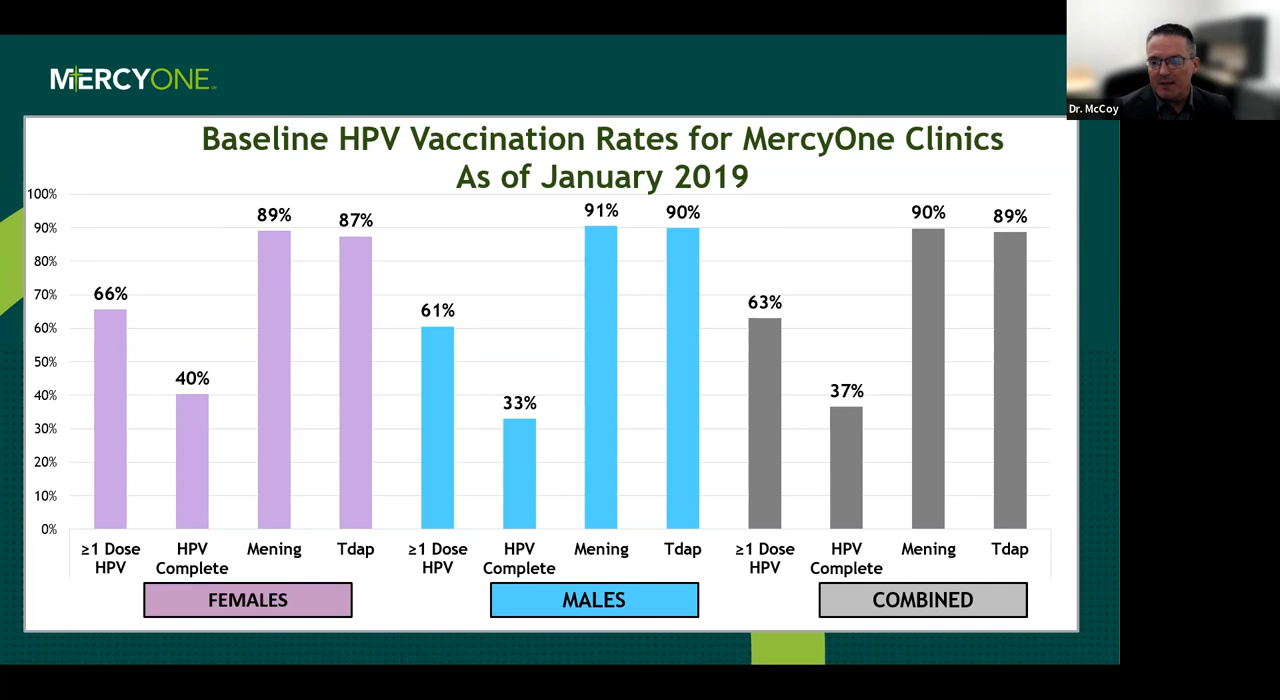 MERCYONE
Dr. McCoy
Baseline HPV Vaccination Rates for MercyOne Clinics
As of January 2019
100%
90%
80%
70%
60%
50%
40%
30%
20%
10%
0%
66%
40%
89%
87%
61%
33%
91%
90%
63%
37%
90%
89%
≥1 Dose
HPV
HPV
Complete
Mening
Tdap
≥1 Dose
HPV
HPV
Complete
Mening
Tdap
≥1 Dose
HPV
HPV
Complete
Mening
Tdap
FEMALES
MALES
COMBINED